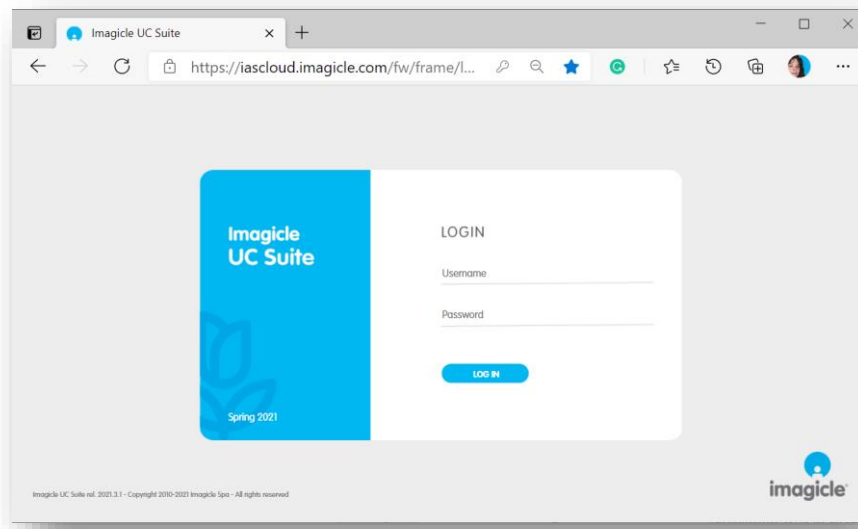 Imagicle UC Suite
https://iascloud.imagicle.com/fw/frame/l...
Imagicle
UC Suite
Spring 2021
LOGIN
Username
Password
LOG IN
Imagicle UC Suite rel. 2021.3.1 - Copyright 2010-2021 Imagicle Spa - All rights reserved
imagicle